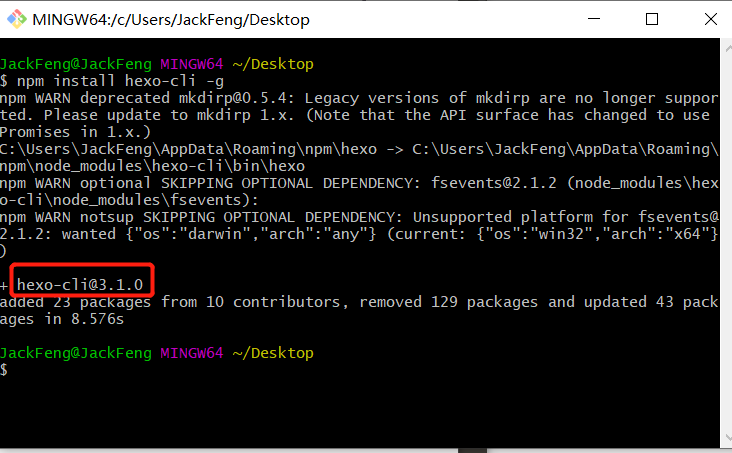 MINGW64:/c/Users/JackFeng/Desktop
JackFeng@JackFeng MINGW64 ~/Desktop
$ npm install hexo-cli -g
npm WARN deprecated mkdirp@0.5.4: Legacy versions of mkdirp are no longer suppor
ted. Please update to mkdirp 1.x. (Note that the API surface has changed to use
Promises in 1.x.)
C:\Users\JackFeng\AppData\Roaming\npm\hexo -> C:\Users\JackFeng\AppData\Roaming\
npm\node_modules\hexo-cli\bin\hexo
npm WARN optional SKIPPING OPTIONAL DEPENDENCY: fsevents@2.1.2 (node_modules\hex
o-cli\node_modules\fsevents):
npm WARN notsup SKIPPING OPTIONAL DEPENDENCY: Unsupported platform for fsevents@
2.1.2: wanted {"os":"darwin","arch":"any"} (current: {"os":"win32","arch":"x64"}
)
+ hexo-cli@3.1.0
added 23 packages from 10 contributors, removed 129 packages and updated 43 pack
ages in 8.576s
JackFeng@JackFeng MINGW64 ~/Desktop
$